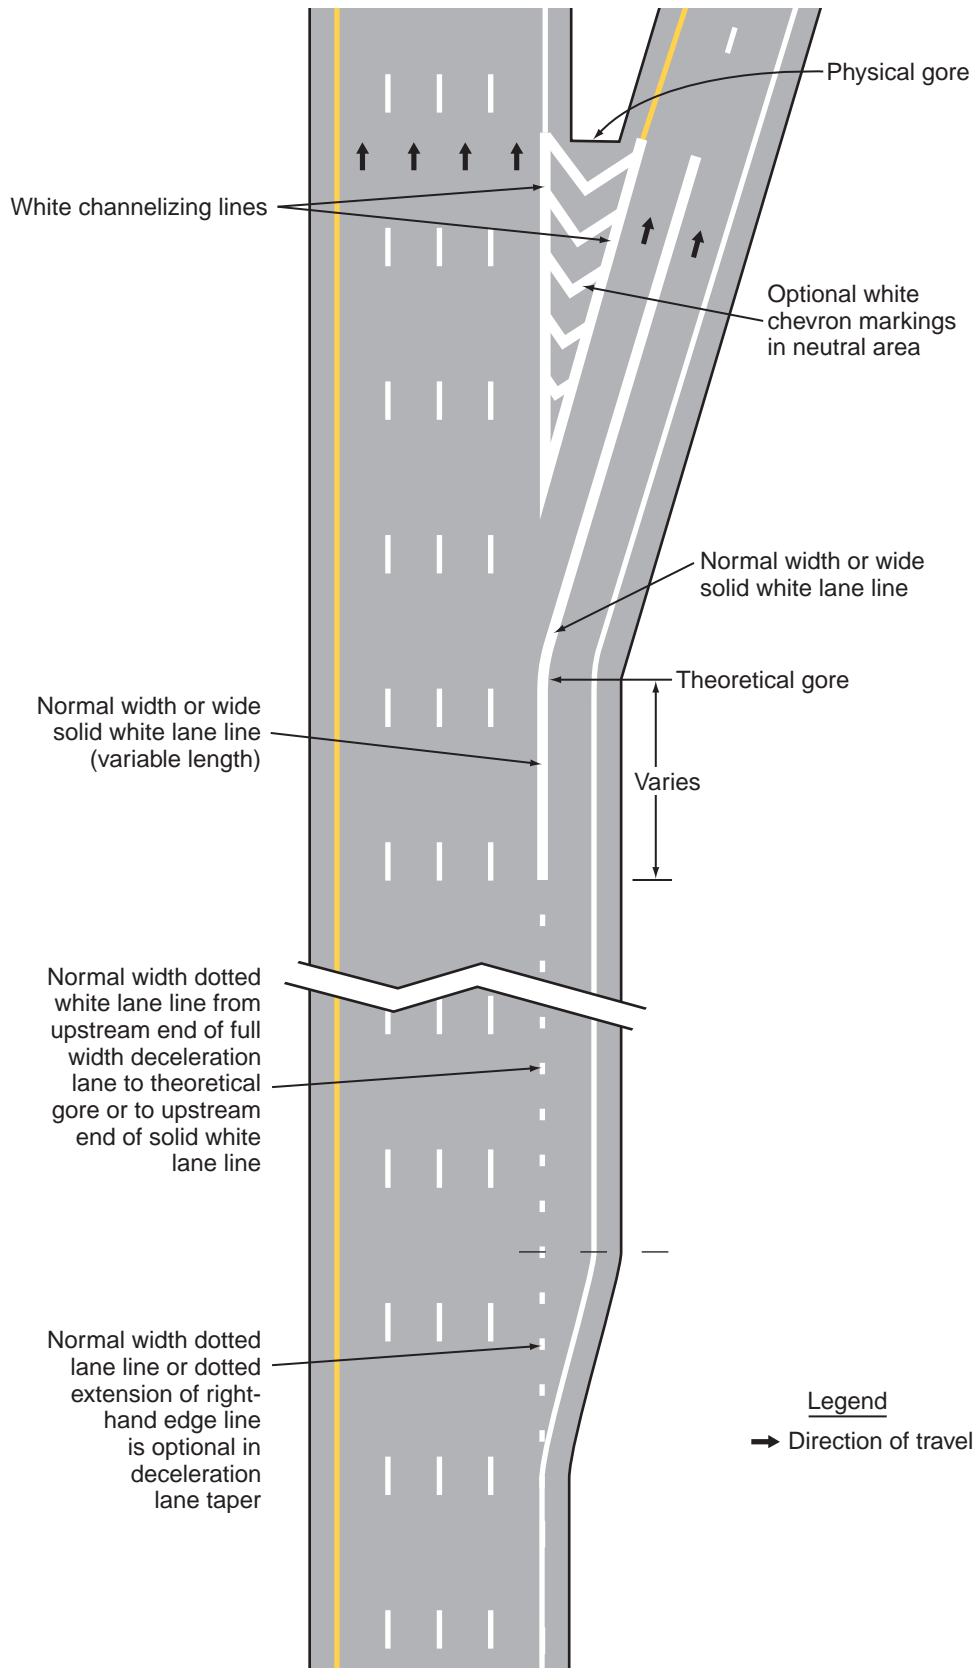 Physical gore
White channelizing lines
Optional white
chevron markings
in neutral area
Normal width or wide
solid white lane line
Theoretical gore
Normal width or wide
solid white lane line
(variable length)
Varies
Normal width dotted
white lane line from
upstream end of full
width deceleration
lane to theoretical
gore or to upstream
end of solid white
lane line
Normal width dotted
lane line or dotted
extension of right-
hand edge line
is optional in
deceleration
lane taper
Legend
Direction of travel